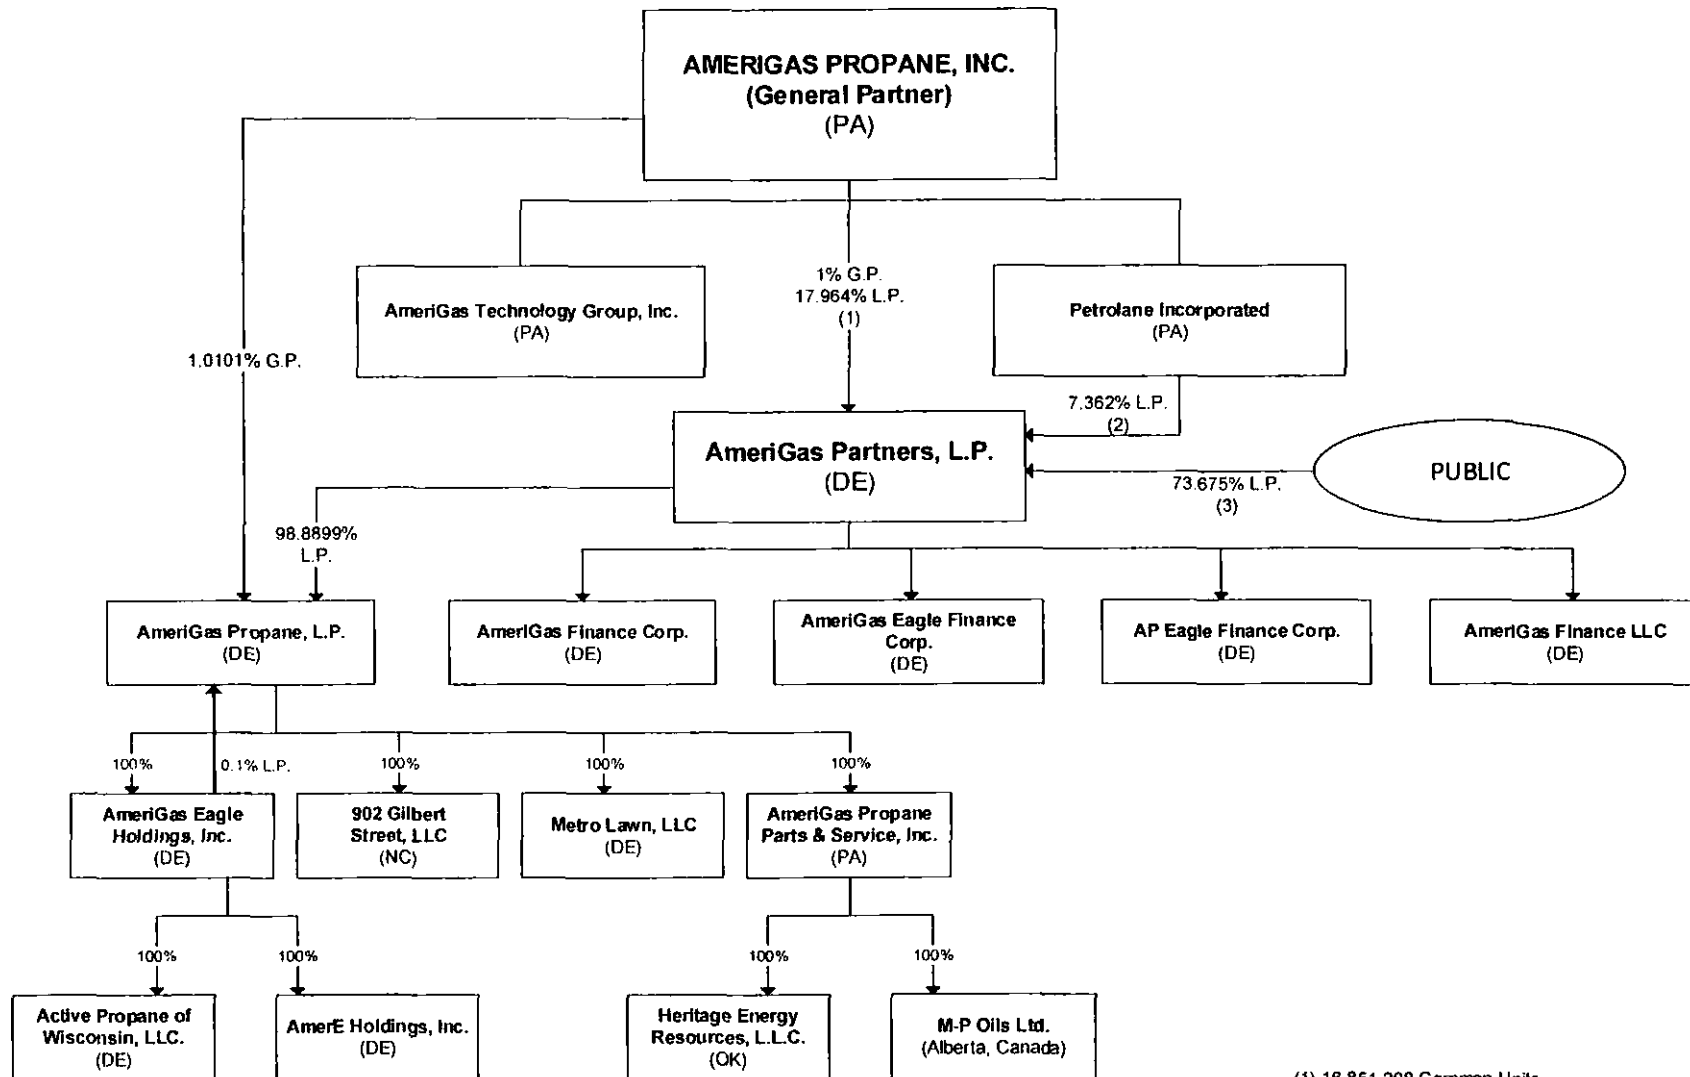 AMERIGAS PROPANE, INC.
(General Partner)
(PA)
AmeriGas Technology Group, Inc.
(PA)
1% G.P.
17.964% L.P.
(1)
Petrolane Incorporated
(PA)
1.0101% G.P.
7.362% L.P.
(2)
AmeriGas Partners, L.P.
(DE)
73.675% L.P.
(3)
PUBLIC
98.8899%
L.P.
AmeriGas Propane, L.P.
(DE)
AmeriGas Finance Corp.
(DE)
AmeriGas Eagle Finance
Corp.
(DE)
AP Eagle Finance Corp.
(DE)
AmeriGas Finance LLC
(DE)
100%
0.1% L.P.
100%
100%
100%
AmeriGas Eagle
Holdings, Inc.
(DE)
902 Gilbert
Street, LLC
(NC)
Metro Lawn, LLC
(DE)
AmeriGas Propane
Parts & Service, Inc.
(PA)
100%
100%
100%
100%
Active Propane of
Wisconsin, LLC.
(DE)
AmerE Holdings, Inc.
(DE)
Heritage Energy
Resources, L.L.C.
(OK)
M-P Oils Ltd.
(Alberta, Canada)
(1) Common Units